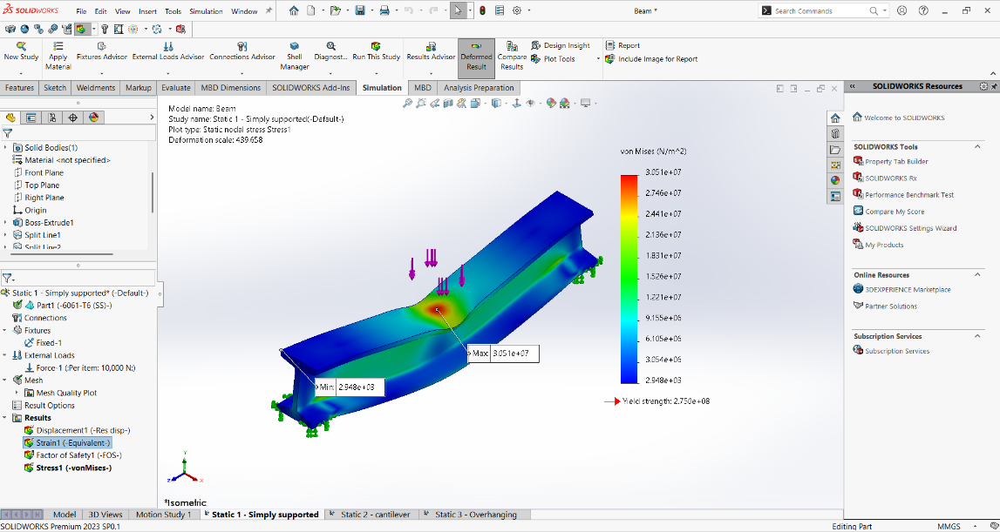 SOLIDWORKS File Edit View Insert Tools Simulation Window Beam * Search Commands
New Study Apply Material Fixtures Advisor External Loads Advisor Connections Advisor Shell Manager Diagnost... Run This Study Results Advisor Deformed Result Compare Results Design Insight Plot Tools Report Include Image for Report
Features Sketch Weldments Markup Evaluate MBD Dimensions SOLIDWORKS Add-Ins Simulation MBD Analysis Preparation
Solid Bodies(1)
Material <not specified>
Front Plane
Top Plane
Right Plane
Origin
Boss-Extrude1
Split Line1
Split Line2
Static 1 - Simply supported* (-Default-)
Part1 (-6061-T6 (SS)-)
Connections
Fixtures
Fixed-1
External Loads
Force-1 (:Per item: 10,000 N:)
Mesh
Mesh Quality Plot
Result Options
Results
Displacement1 (-Res disp-)
Strain1 (-Equivalent-)
Factor of Safety1 (-FOS-)
Stress1 (-vonMises-)
Model name: Beam
Study name: Static 1 - Simply supported(-Default-)
Plot type: Static nodal stress Stress1
Deformation scale: 439.658
Max: 3.051e+07
Min: 2.948e+03
von Mises (N/m^2)
3.051e+07
2.746e+07
2.441e+07
2.136e+07
1.831e+07
1.526e+07
1.221e+07
9.155e+06
6.105e+06
3.054e+06
2.948e+03
Yield strength: 2.750e+08
Y
Z X
*Isometric
SOLIDWORKS Resources
Welcome to SOLIDWORKS
SOLIDWORKS Tools
Property Tab Builder
SOLIDWORKS Rx
Performance Benchmark Test
Compare My Score
SOLIDWORKS Settings Wizard
My Products
Online Resources
3DEXPERIENCE Marketplace
Partner Solutions
Subscription Services
Subscription Services
Model 3D Views Motion Study 1 Static 1 - Simply supported Static 2 - cantilever Static 3 - Overhanging
SOLIDWORKS Premium 2023 SP0.1 Editing Part MMGS